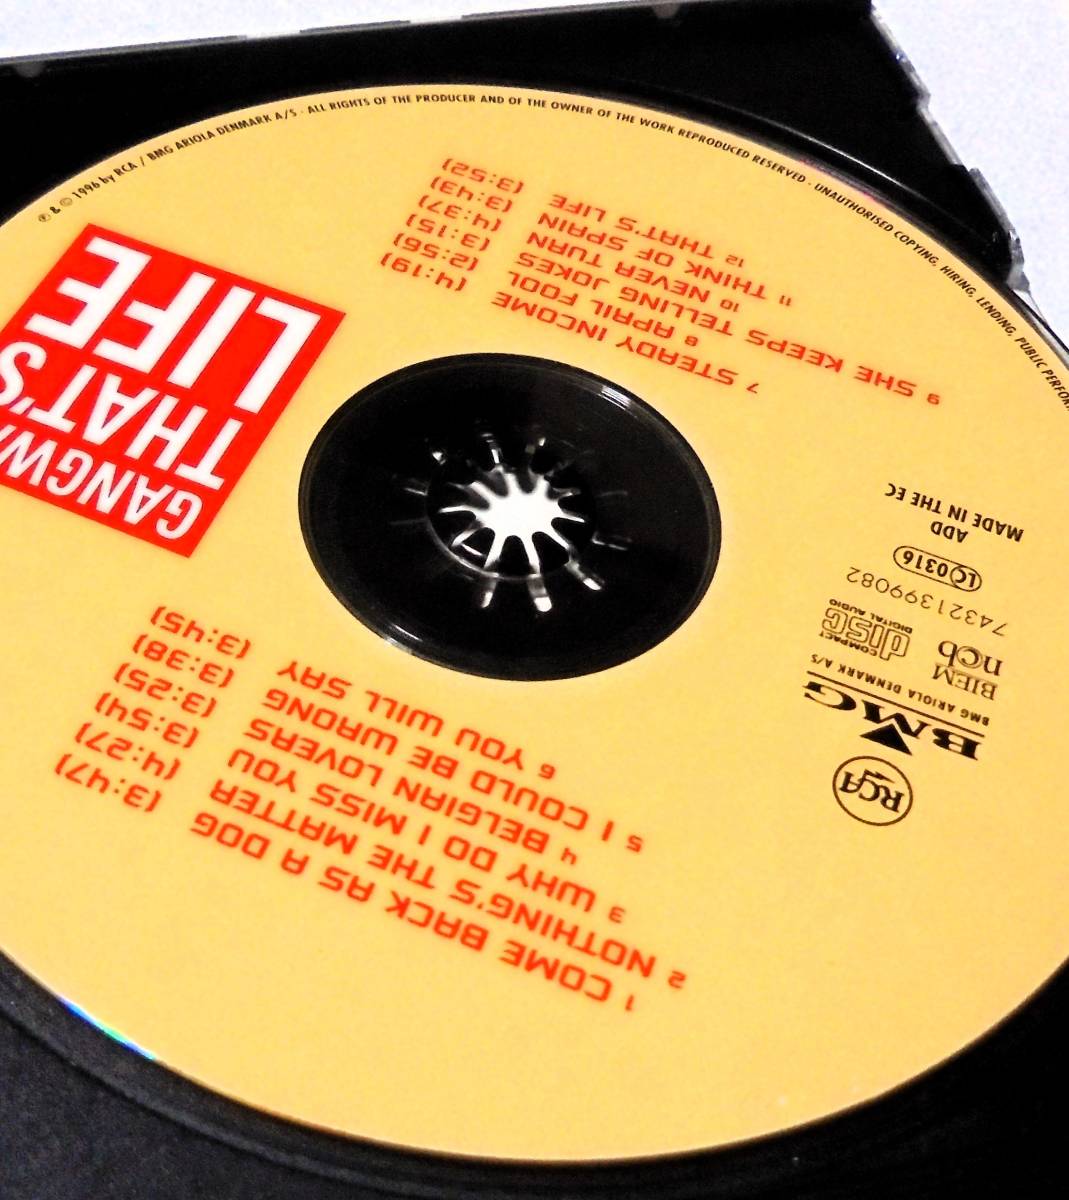 GANGWA
THAT'S
LIFE
1 COME BACK AS A DOG (3:47)
2 NOTHING'S THE MATTER (4:27)
3 WHY DO I MISS YOU (3:54)
4 BELGIAN LOVERS (3:25)
5 I COULD BE WRONG (3:38)
6 YOU WILL SAY (3:45)
7 STEADY INCOME (4:19)
8 APRIL FOOL (2:56)
9 SHE KEEPS TELLING JOKES (3:15)
10 NEVER TURN (4:37)
11 THINK OF SPAIN (3:43)
12 THAT'S LIFE (3:52)
RCA
BMG
BMG ARIOLA DENMARK A/S
BIEM
ncb
COMPACT
disc
DIGITAL AUDIO
74321399082
LC 0316
ADD
MADE IN THE EC
℗ & © 1996 by RCA / BMG ARIOLA DENMARK A/S · ALL RIGHTS OF THE PRODUCER AND OF THE OWNER OF THE WORK REPRODUCED RESERVED · UNAUTHORISED COPYING, HIRING, LENDING, PUBLIC PERFORM